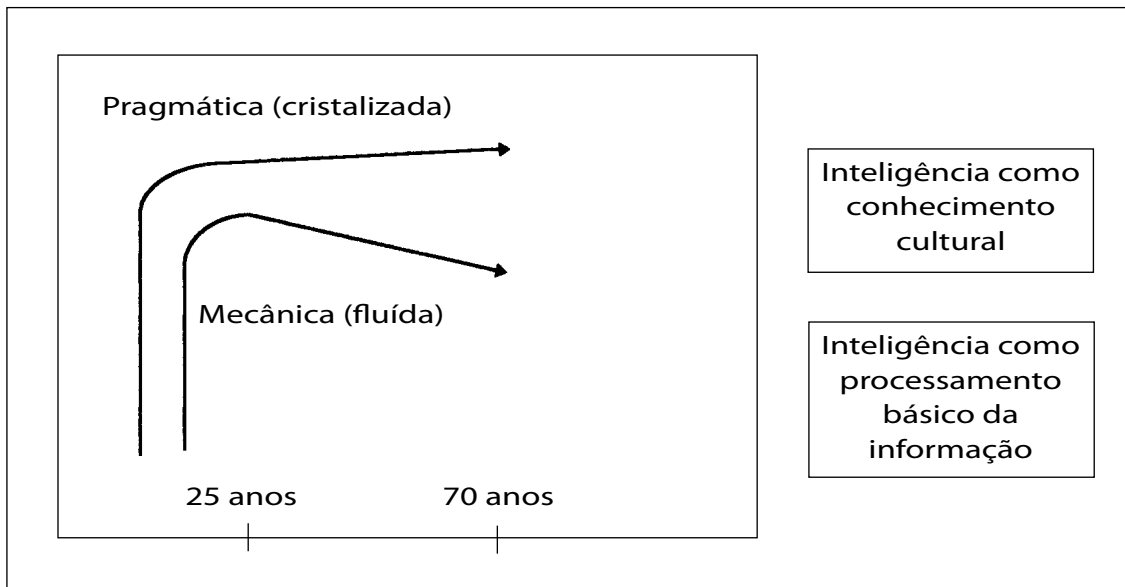 Pragmática (cristalizada)
Mecânica (fluída)
25 anos
70 anos
Inteligência como
conhecimento
cultural
Inteligência como
processamento
básico da
informação